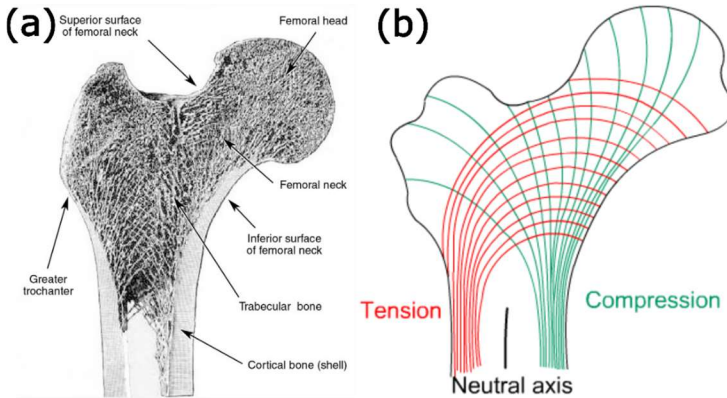 (a)
Superior surface
of femoral neck
Femoral head
Femoral neck
Inferior surface
of femoral neck
Greater
trochanter
Trabecular bone
Cortical bone (shell)
(b)
Tension
Compression
Neutral axis